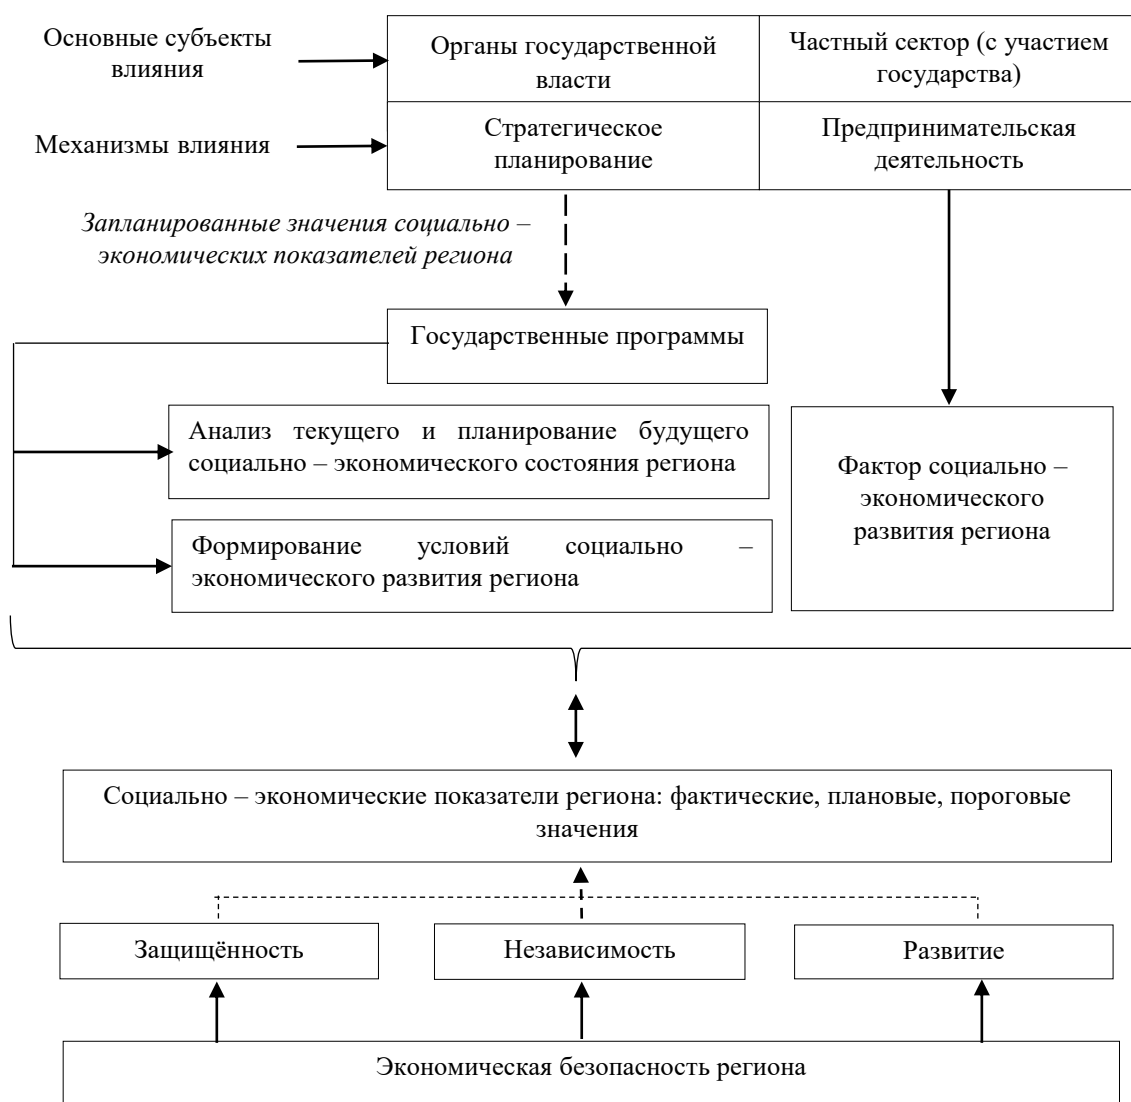 Основные субъекты
влияния
Органы государственной
власти
Частный сектор (с участием
государства)
Механизмы влияния
Стратегическое
планирование
Предпринимательская
деятельность
Запланированные значения социально –
экономических показателей региона
Государственные программы
Анализ текущего и планирование будущего
социально – экономического состояния региона
Фактор социально –
экономического
развития региона
Формирование условий социально –
экономического развития региона
Социально – экономические показатели региона: фактические, плановые, пороговые
значения
Защищённость
Независимость
Развитие
Экономическая безопасность региона